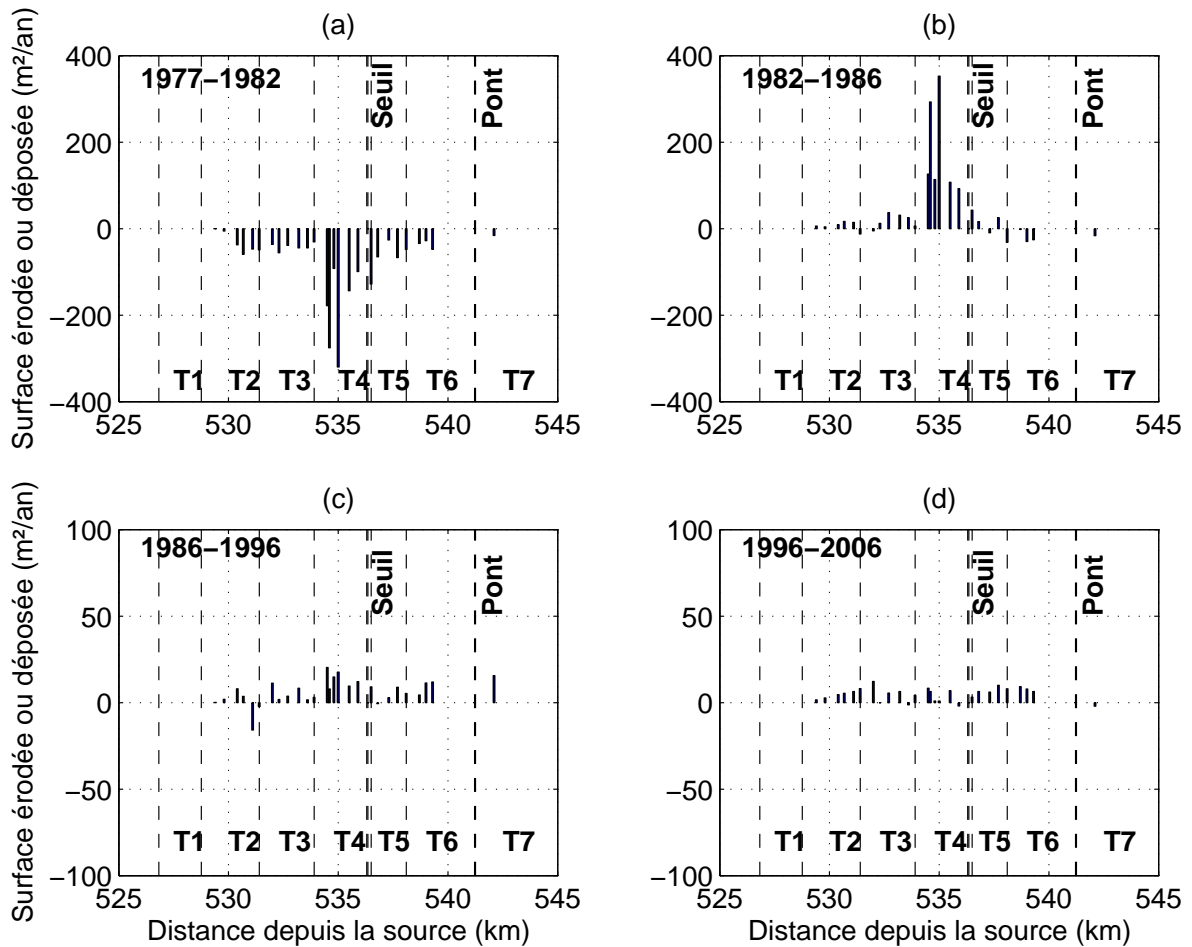 (a)
Surface érodée ou déposée (m²/an)
400
200
0
−200
−400
1977−1982
Seuil
Pont
T1 T2 T3 T4 T5 T6 T7
525 530 535 540 545
(b)
400
200
0
−200
−400
1982−1986
Seuil
Pont
T1 T2 T3 T4 T5 T6 T7
525 530 535 540 545
(c)
Surface érodée ou déposée (m²/an)
100
50
0
−50
−100
1986−1996
Seuil
Pont
T1 T2 T3 T4 T5 T6 T7
525 530 535 540 545
Distance depuis la source (km)
(d)
100
50
0
−50
−100
1996−2006
Seuil
Pont
T1 T2 T3 T4 T5 T6 T7
525 530 535 540 545
Distance depuis la source (km)